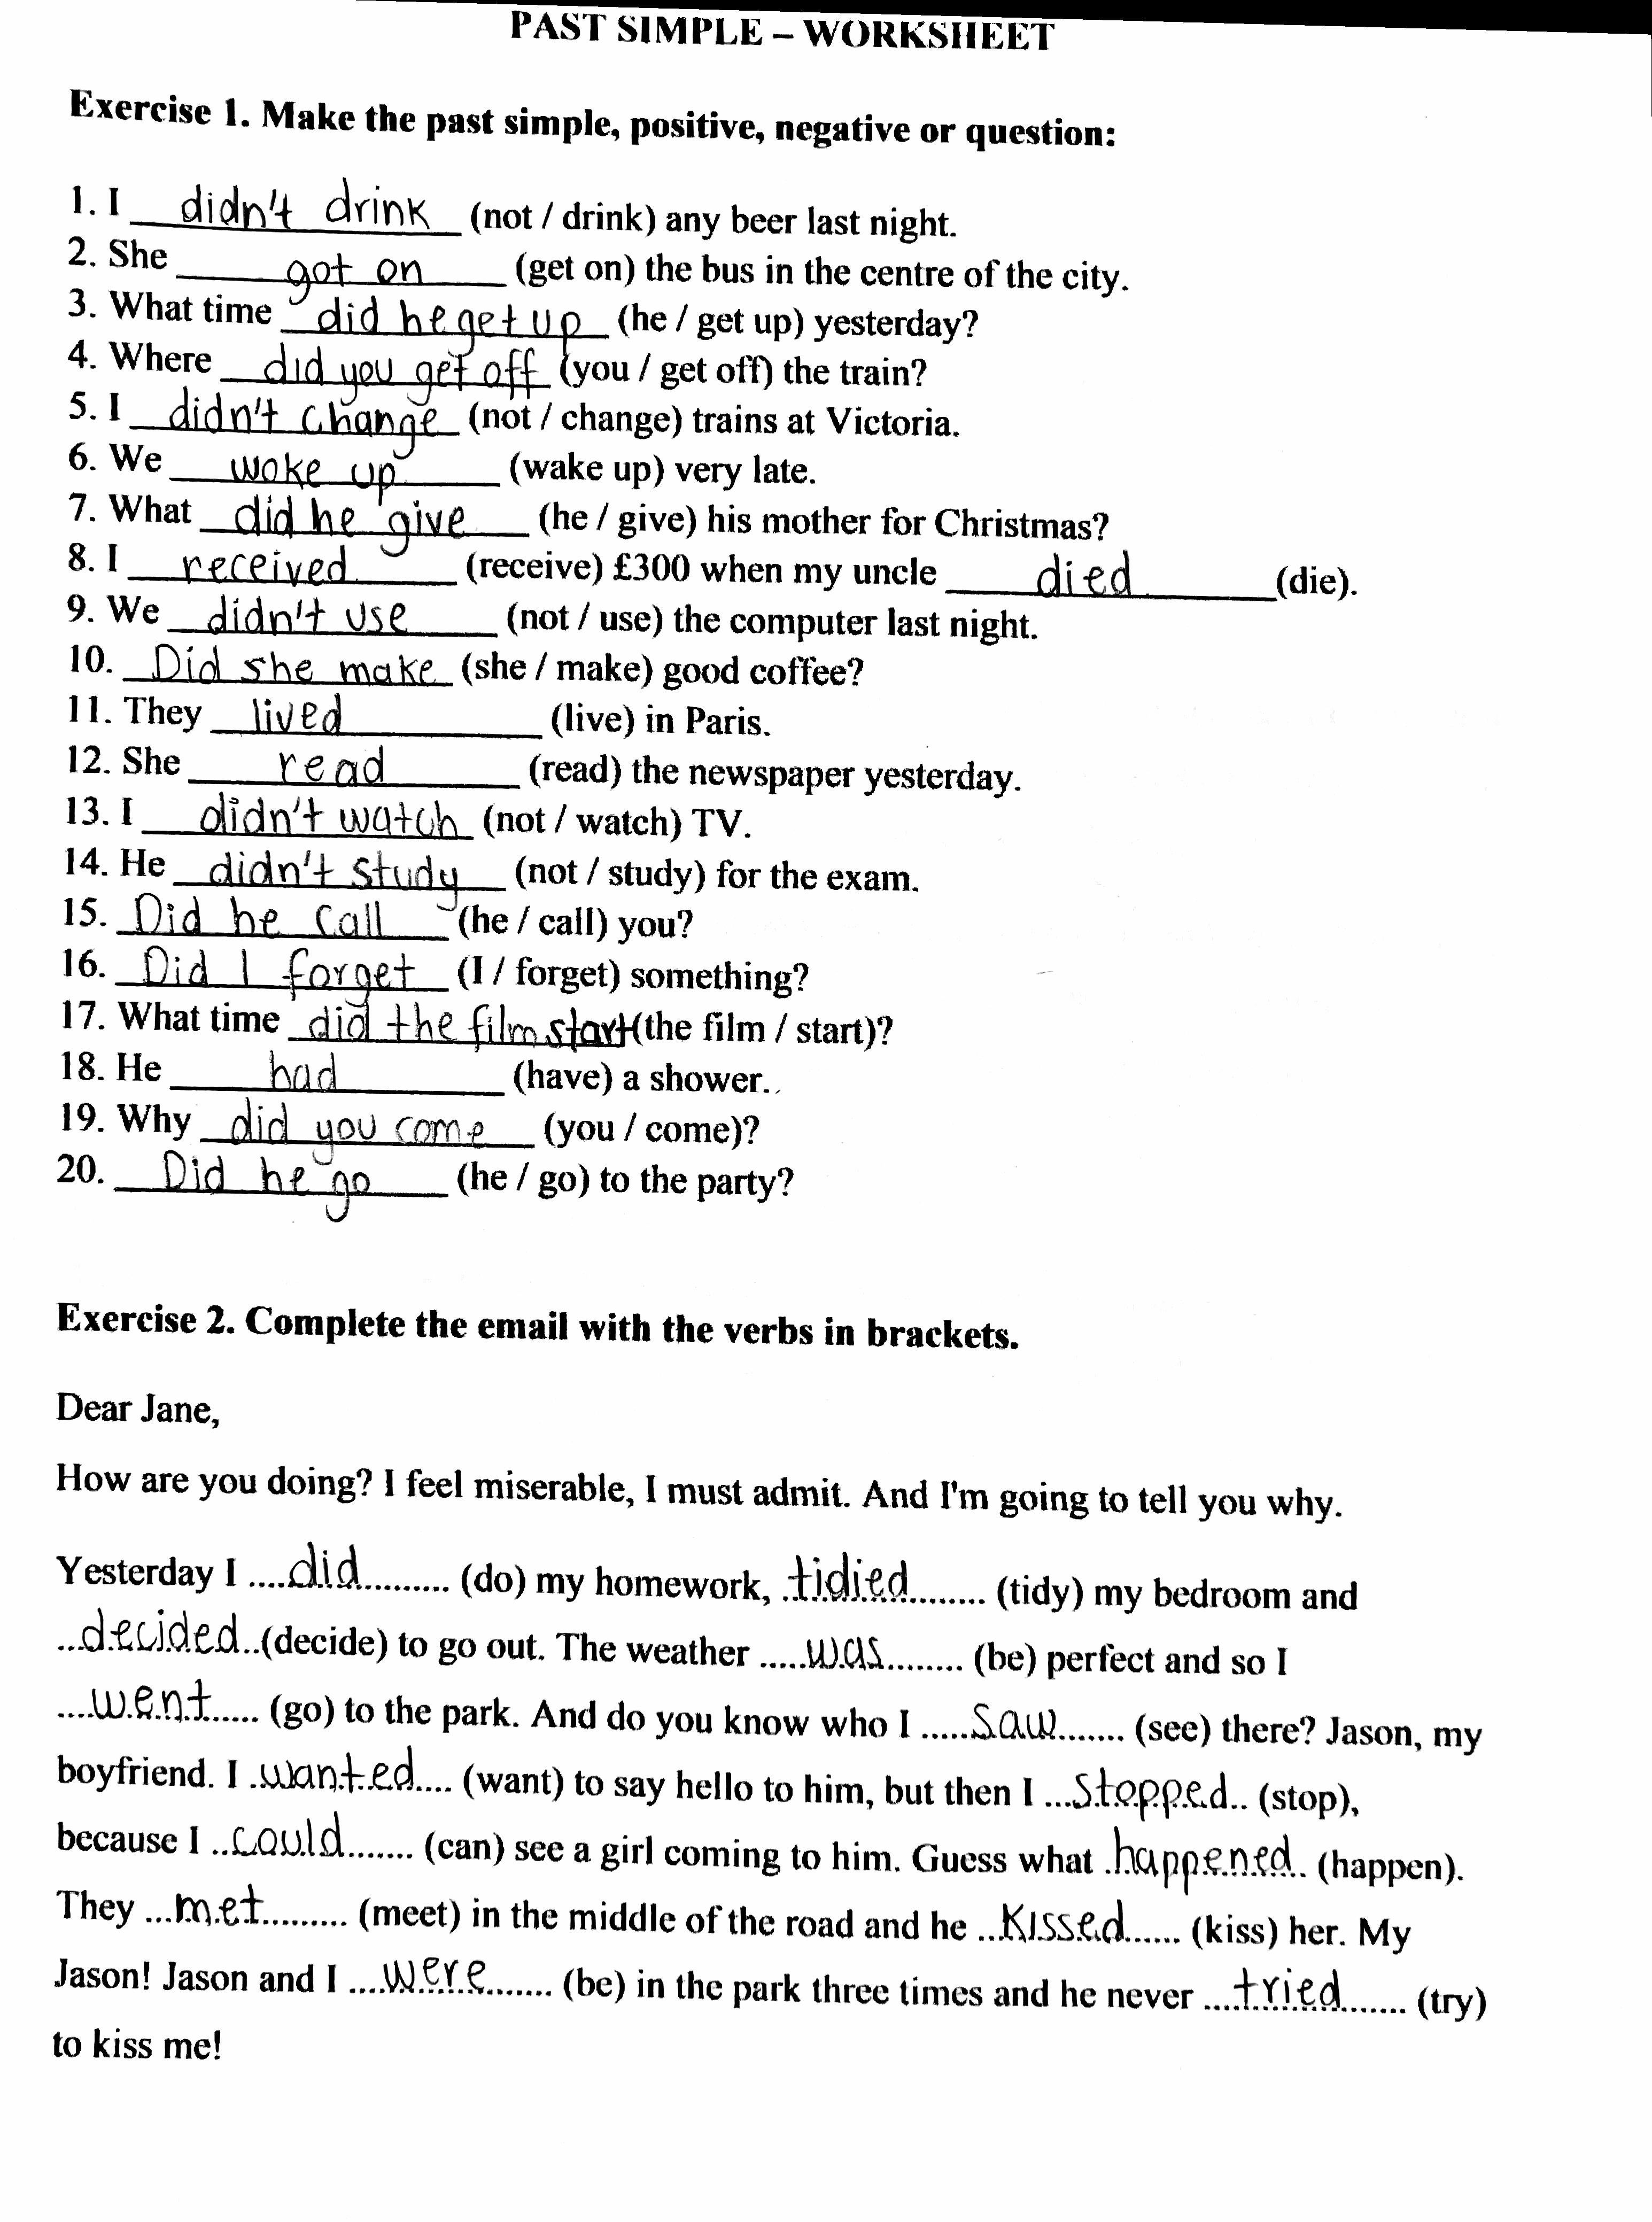 PAST SIMPLE – WORKSHEET
Exercise 1. Make the past simple, positive, negative or question:
1. I didn't drink (not / drink) any beer last night.
2. She got on (get on) the bus in the centre of the city.
3. What time did he get up (he / get up) yesterday?
4. Where did you get off (you / get off) the train?
5. I didn't change (not / change) trains at Victoria.
6. We woke up (wake up) very late.
7. What did he give (he / give) his mother for Christmas?
8. I received (receive) £300 when my uncle died (die).
9. We didn't use (not / use) the computer last night.
10. Did she make (she / make) good coffee?
11. They lived (live) in Paris.
12. She read (read) the newspaper yesterday.
13. I didn't watch (not / watch) TV.
14. He didn't study (not / study) for the exam.
15. Did he call (he / call) you?
16. Did I forget (I / forget) something?
17. What time did the film start (the film / start)?
18. He had (have) a shower.
19. Why did you come (you / come)?
20. Did he go (he / go) to the party?
Exercise 2. Complete the email with the verbs in brackets.
Dear Jane,
How are you doing? I feel miserable, I must admit. And I'm going to tell you why.
Yesterday I ....did......... (do) my homework, .tidied........ (tidy) my bedroom and
...decided..(decide) to go out. The weather .....was........ (be) perfect and so I
....went...... (go) to the park. And do you know who I .....saw....... (see) there? Jason, my
boyfriend. I .wanted.... (want) to say hello to him, but then I ...stopped.. (stop),
because I ..could....... (can) see a girl coming to him. Guess what .happened.. (happen).
They ...met......... (meet) in the middle of the road and he ...kissed...... (kiss) her. My
Jason! Jason and I ....were........ (be) in the park three times and he never ....tried....... (try)
to kiss me!